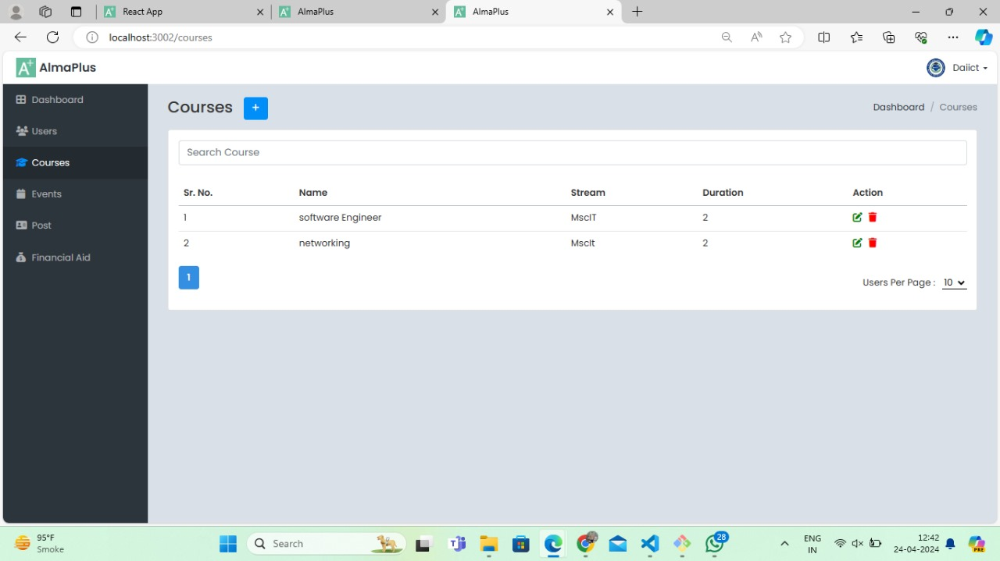 React App
AlmaPlus
AlmaPlus
localhost:3002/courses
A+ AlmaPlus
Daiict
Dashboard
Users
Courses
Events
Post
Financial Aid
Courses +
Dashboard / Courses
Search Course
Sr. No. Name Stream Duration Action
1 software Engineer MscIT 2
2 networking MscIt 2
1
Users Per Page : 10
95°F
Smoke
Search
28
ENG
IN
12:42
24-04-2024
PRE